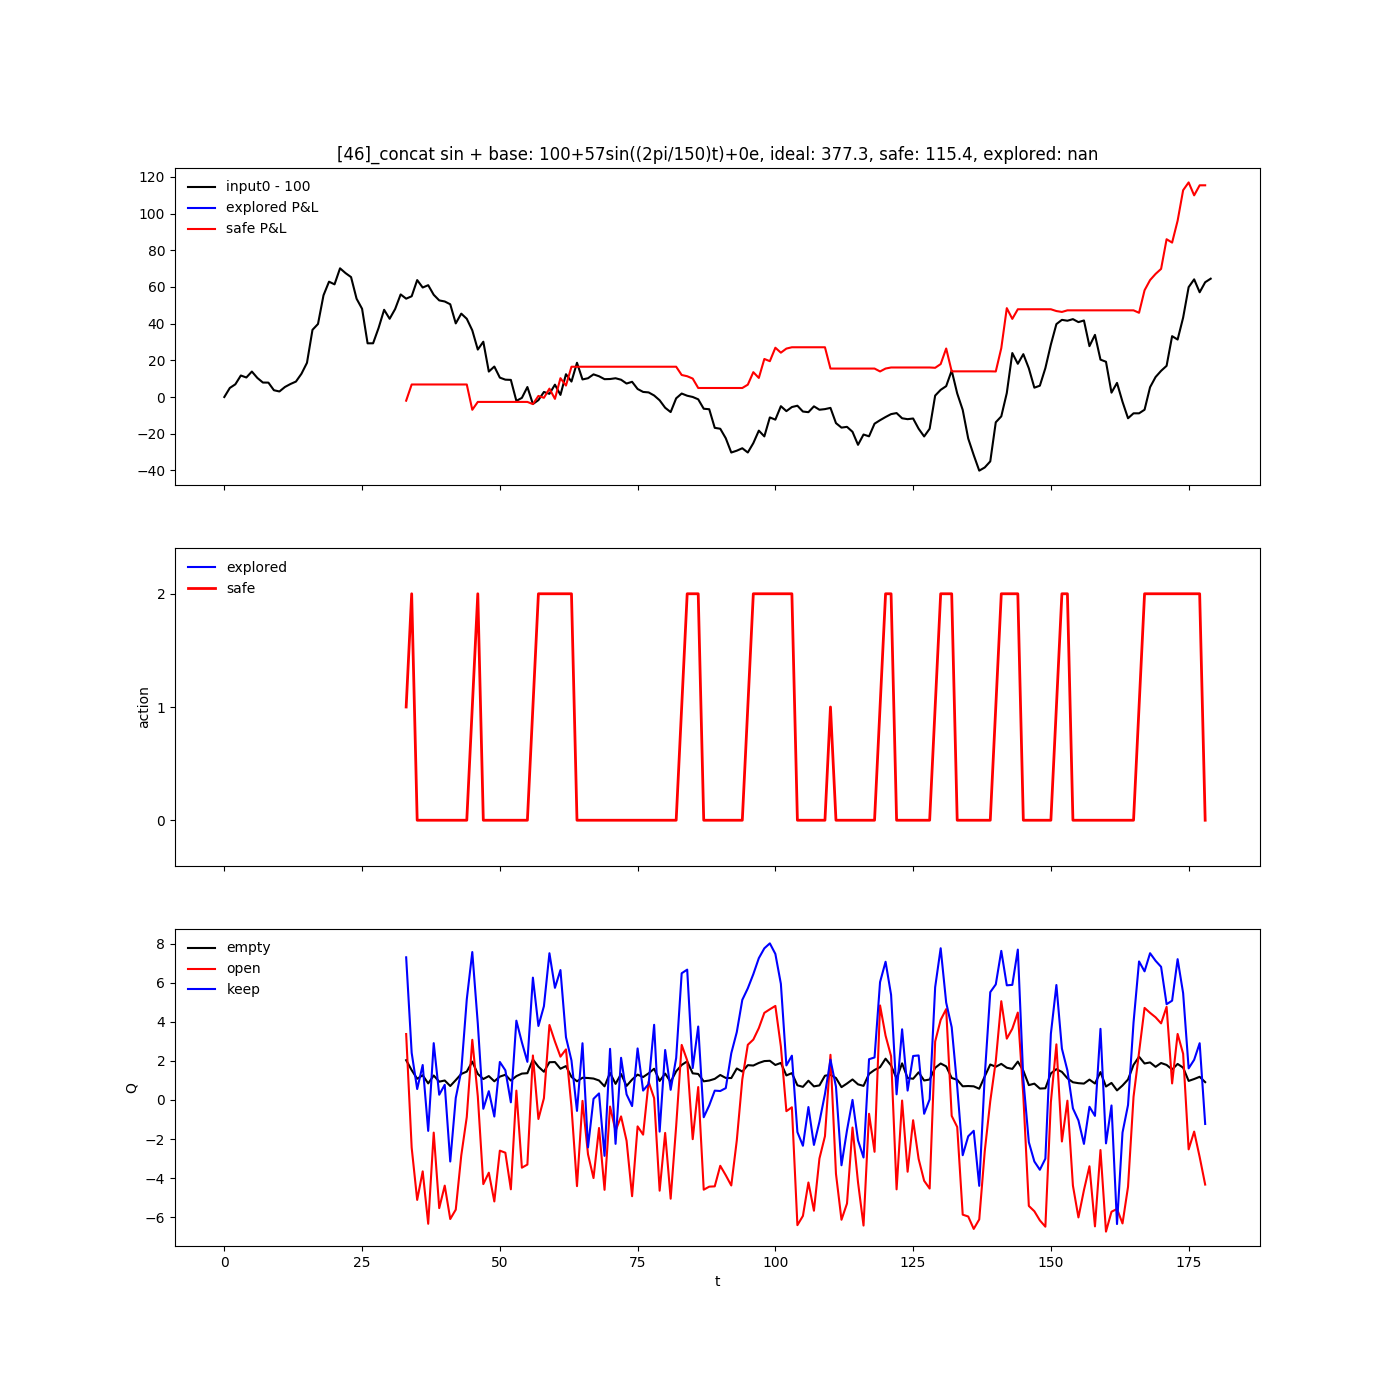 [46]_concat sin + base: 100+57sin((2pi/150)t)+0e, ideal: 377.3, safe: 115.4, explored: nan
120
100
80
60
40
20
0
−20
−40
input0 - 100
explored P&L
safe P&L
2
1
0
action
explored
safe
8
6
4
2
0
−2
−4
−6
Q
empty
open
keep
0 25 50 75 100 125 150 175
t